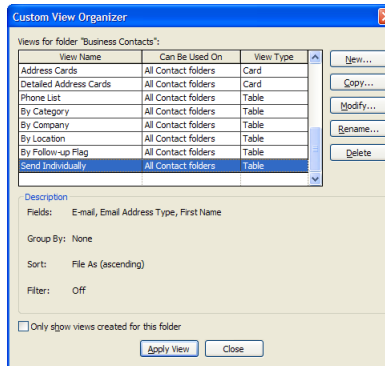 Custom View Organizer
Views for folder "Business Contacts":
View Name Can Be Used On View Type
Address Cards All Contact folders Card
Detailed Address Cards All Contact folders Card
Phone List All Contact folders Table
By Category All Contact folders Table
By Company All Contact folders Table
By Location All Contact folders Table
By Follow-up Flag All Contact folders Table
Send Individually All Contact folders Table
New...
Copy...
Modify...
Rename...
Delete
Description
Fields: E-mail, Email Address Type, First Name
Group By: None
Sort: File As (ascending)
Filter: Off
Only show views created for this folder
Apply View Close